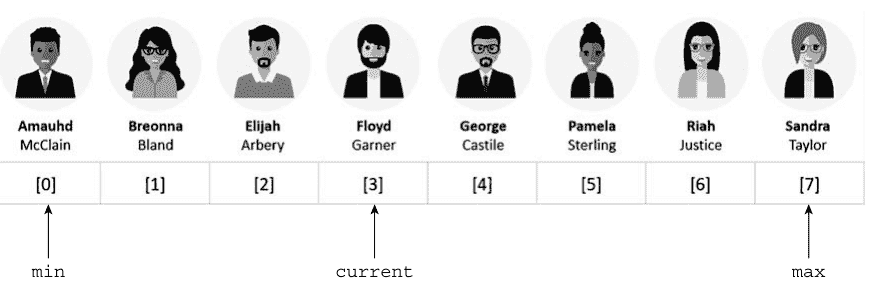 Amauhd Breonna Elijah Floyd George Pamela Riah Sandra
McClain Bland Arbery Garner Castile Sterling Justice Taylor
[0] [1] [2] [3] [4] [5] [6] [7]
min current max